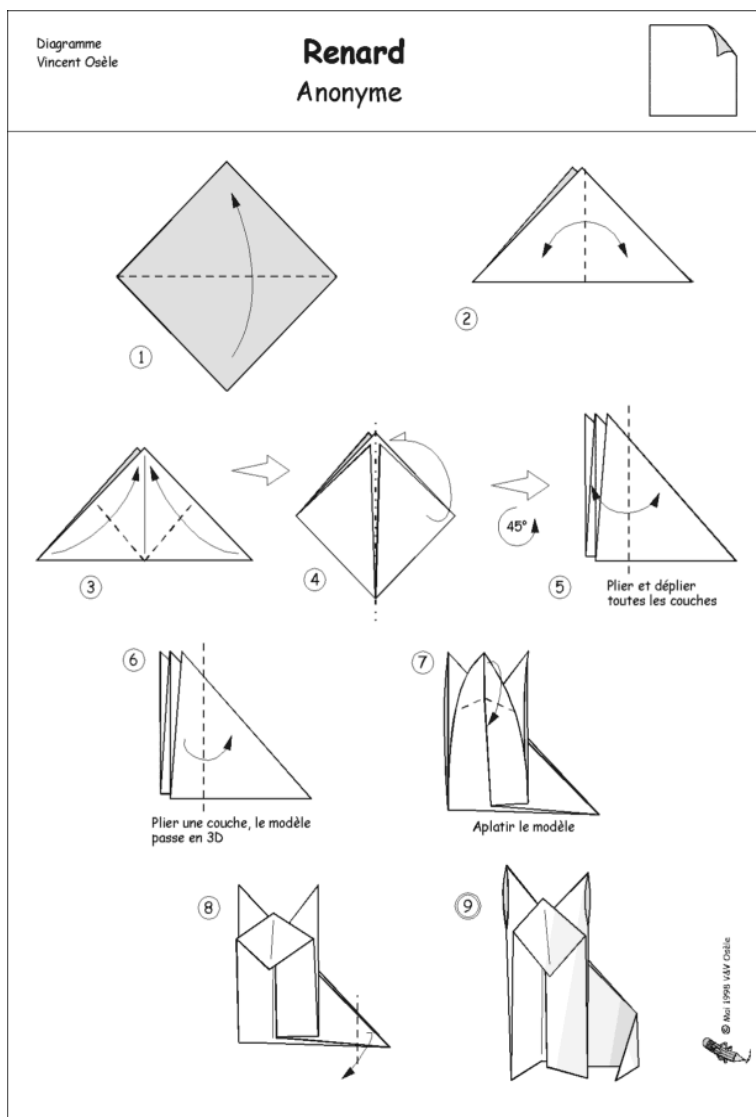 Diagramme
Vincent Osèle
Renard
Anonyme
1
2
3
4
45°
5
Plier et déplier
toutes les couches
6
Plier une couche, le modèle
passe en 3D
7
Aplatir le modèle
8
9
© Mai 1998 V&V Osèle